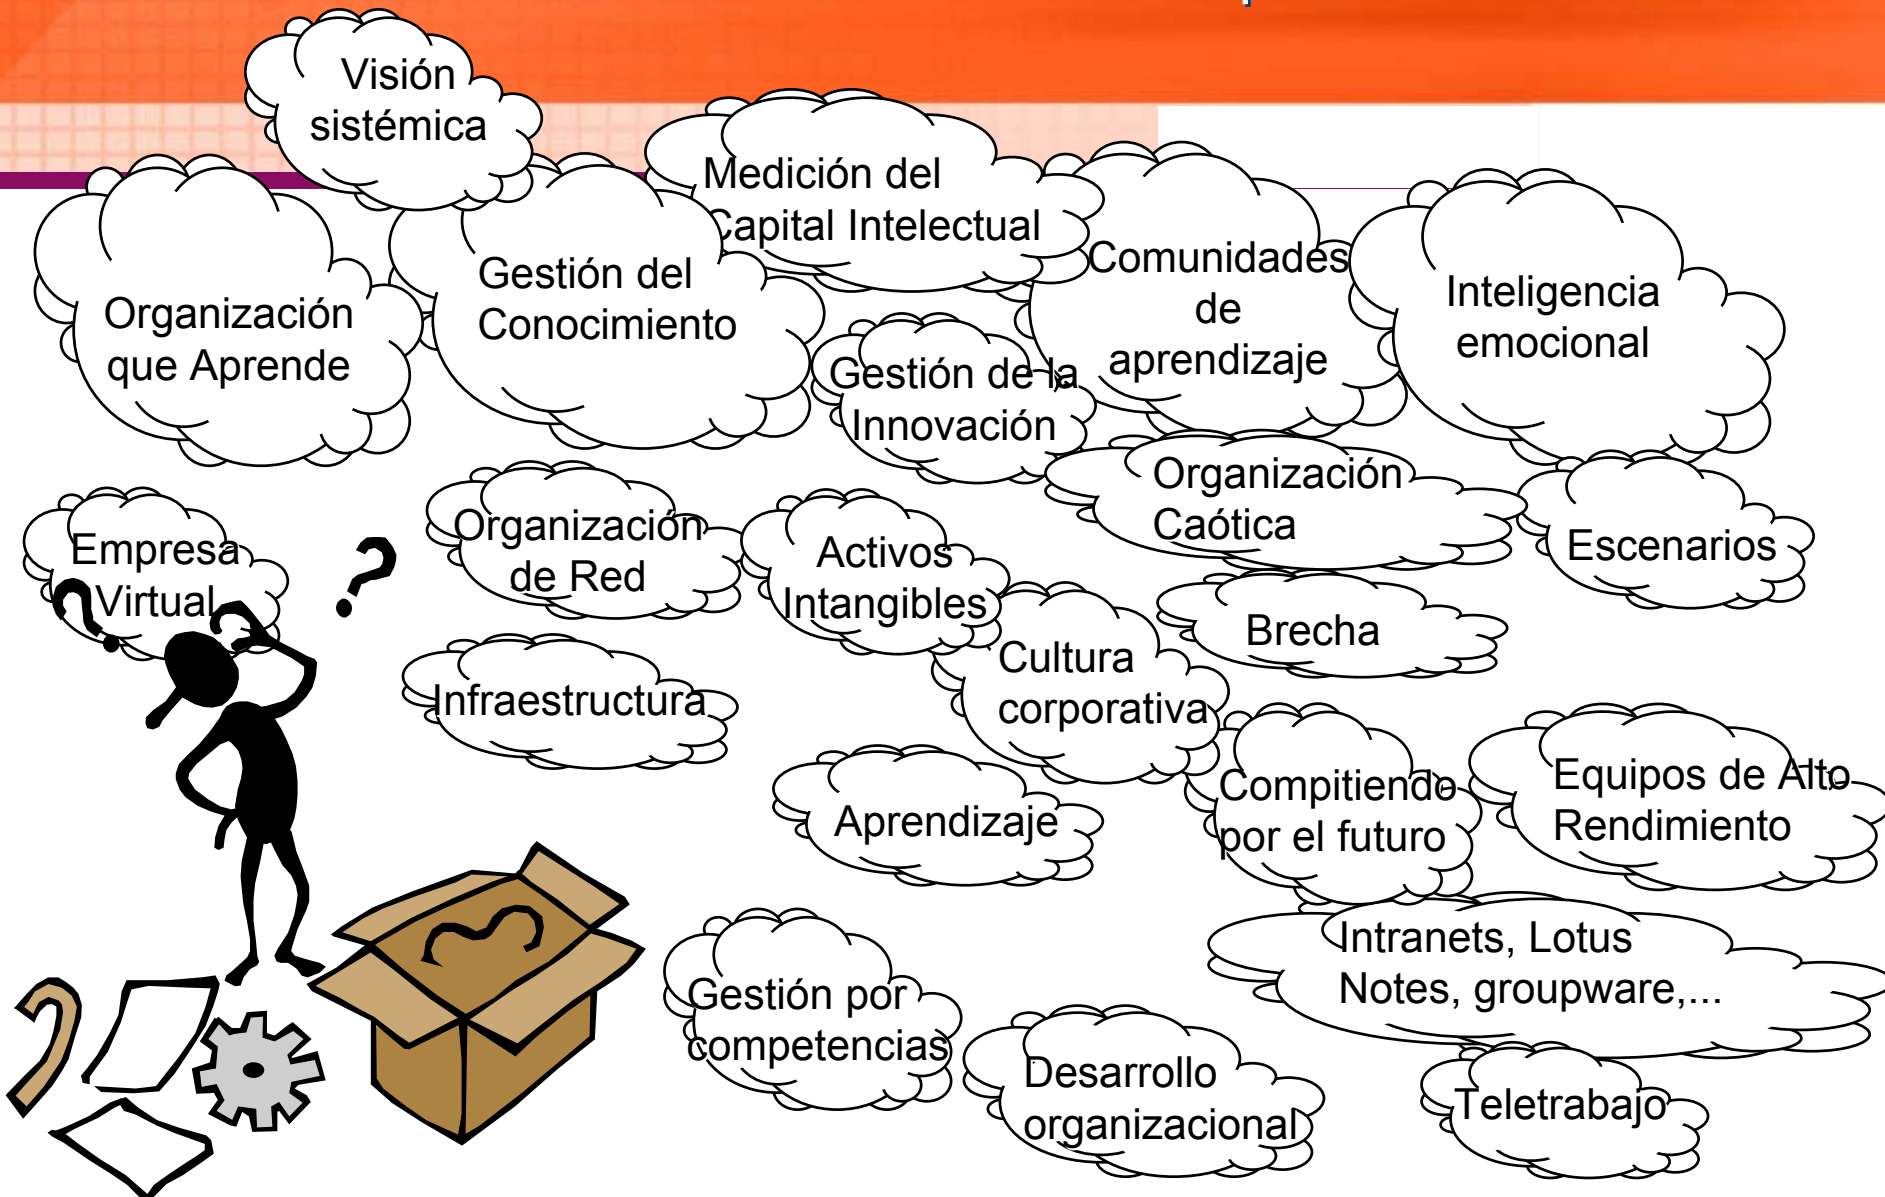 Visión
sistémica
Medición del
Capital Intelectual
Organización
que Aprende
Gestión del
Conocimiento
Comunidades
de
aprendizaje
Inteligencia
emocional
Gestión de la
Innovación
Organización
Caótica
Escenarios
Empresa
Virtual
Organización
de Red
Activos
Intangibles
Brecha
Infraestructura
Cultura
corporativa
Aprendizaje
Compitiendo
por el futuro
Equipos de Alto
Rendimiento
Intranets, Lotus
Notes, groupware,...
Gestión por
competencias
Desarrollo
organizacional
Teletrabajo